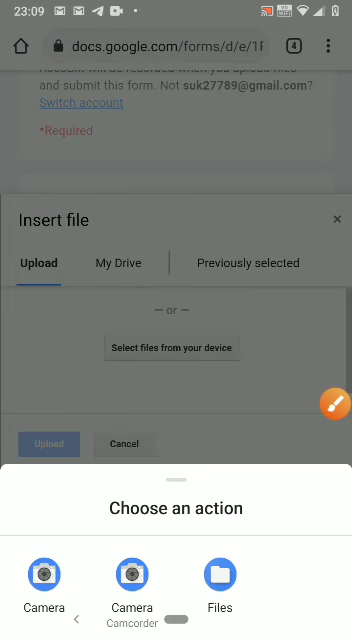 23:09
docs.google.com/forms/d/e/1F
4
Account will be recorded when you upload files
and submit this form. Not suk27789@gmail.com?
Switch account
*Required
Insert file
×
Upload
My Drive
Previously selected
— or —
Select files from your device
Upload
Cancel
Choose an action
Camera
Camera
Files
Camcorder